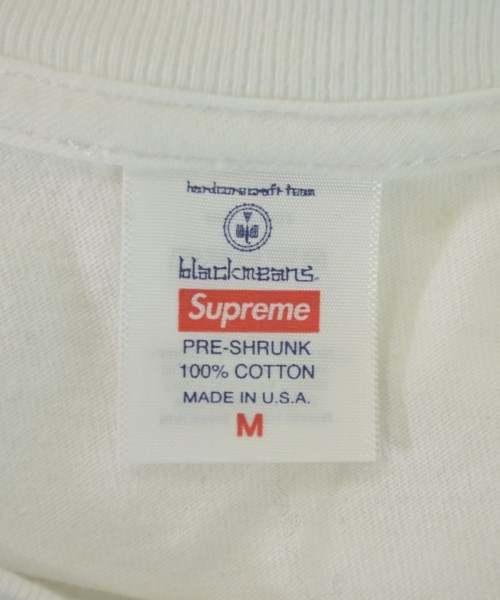 hardcore craft team
blackmeans
Supreme
PRE-SHRUNK
100% COTTON
MADE IN U.S.A.
M